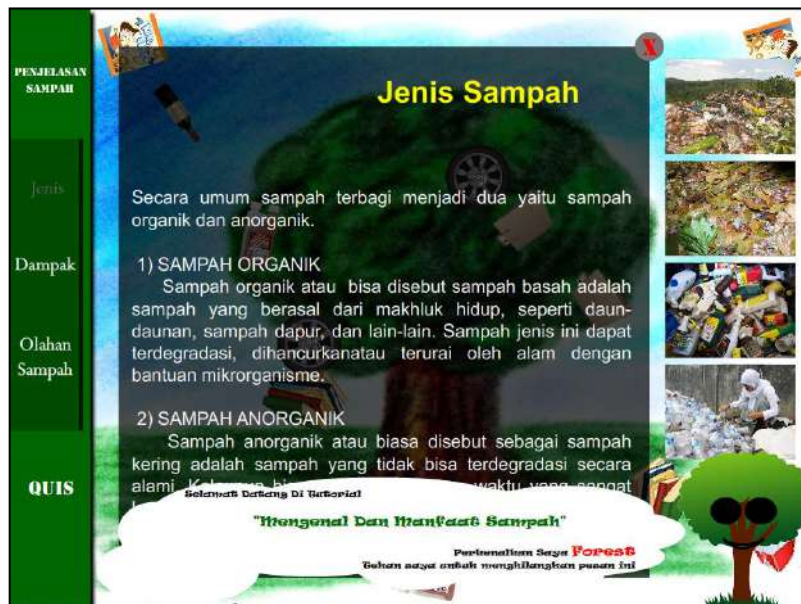 PENJELASAN
SAMPAH
Jenis
Dampak
Olahan
Sampah
QUIS
X
Jenis Sampah
Secara umum sampah terbagi menjadi dua yaitu sampah
organik dan anorganik.
1) SAMPAH ORGANIK
Sampah organik atau bisa disebut sampah basah adalah
sampah yang berasal dari makhluk hidup, seperti daun-
daunan, sampah dapur, dan lain-lain. Sampah jenis ini dapat
terdegradasi, dihancurkanatau terurai oleh alam dengan
bantuan mikrorganisme.
2) SAMPAH ANORGANIK
Sampah anorganik atau biasa disebut sebagai sampah
kering adalah sampah yang tidak bisa terdegradasi secara
alami. waktu yang sangat
Selamat Datang Di Tutorial
"Mengenal Dan Manfaat Sampah"
Perkenalkan Saya Forest
Tekan saya untuk menghilangkan pesan ini